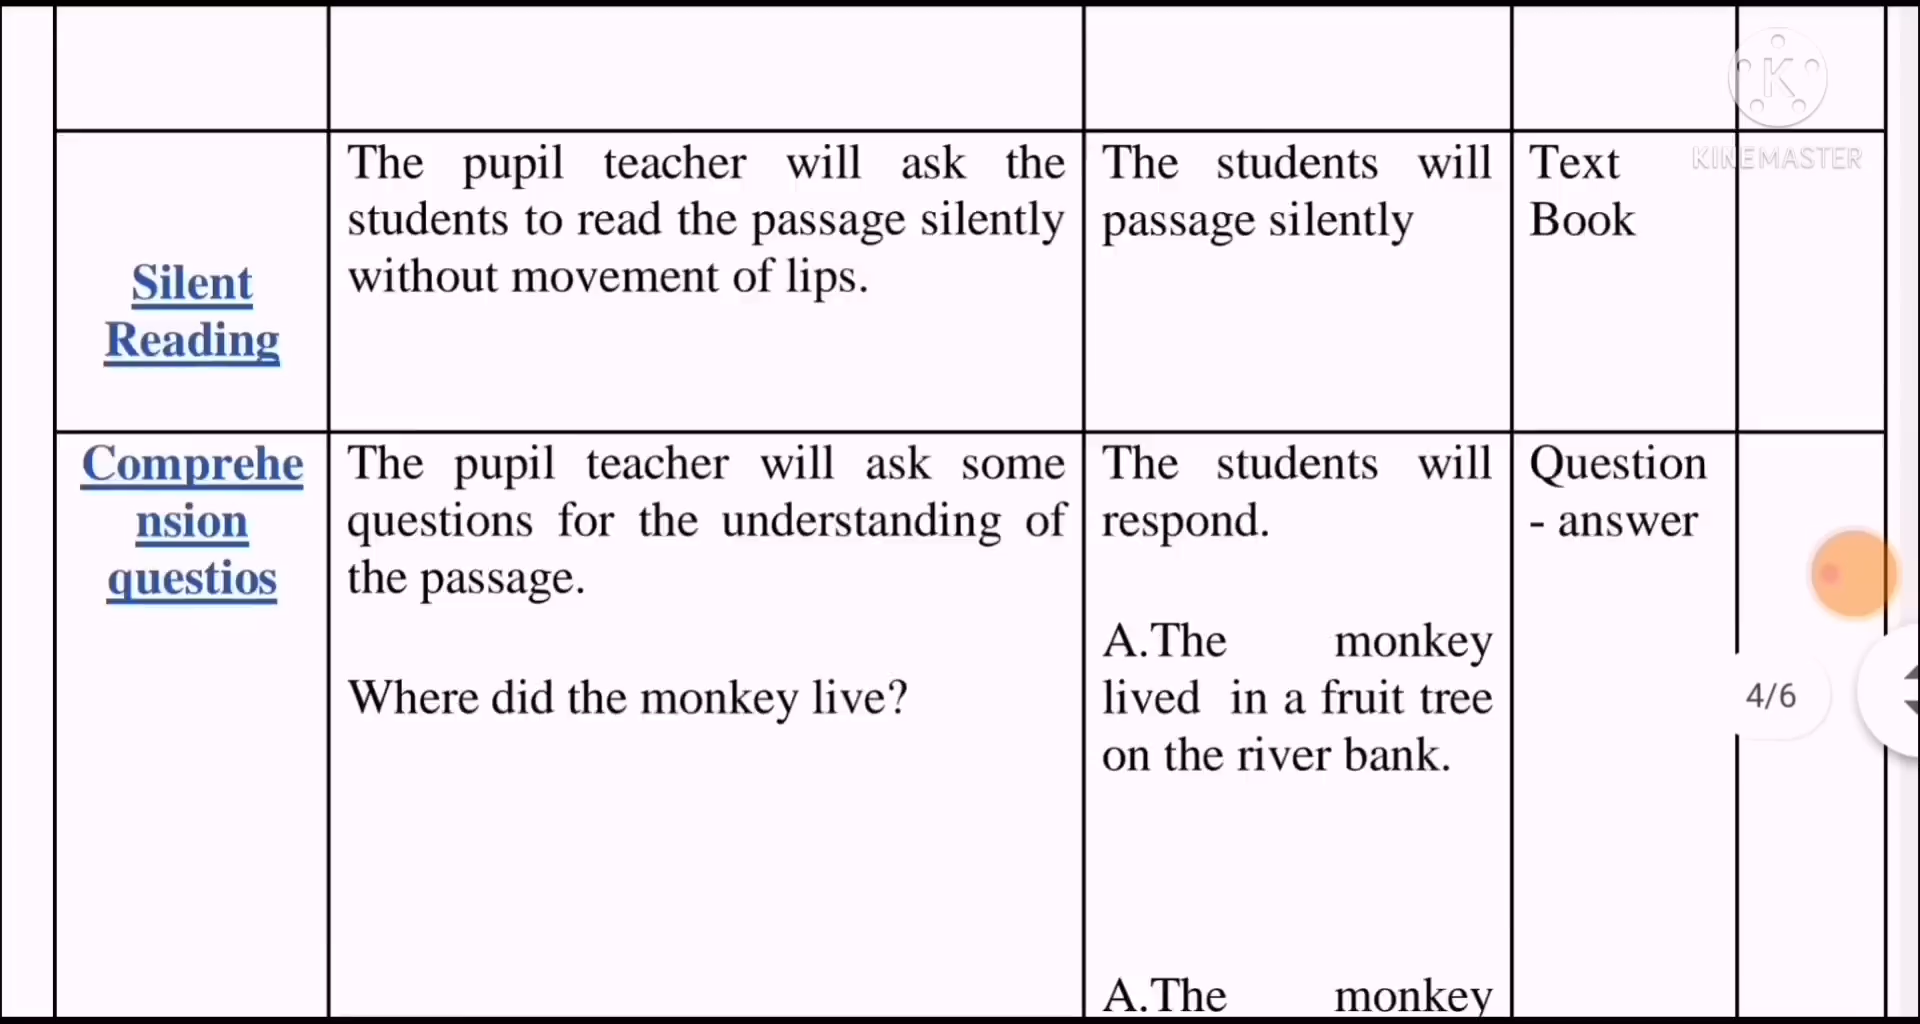 K
KINEMASTER
Silent
Reading
The pupil teacher will ask the
students to read the passage silently
without movement of lips.
The students will
passage silently
Text
Book
Comprehe
nsion
questios
The pupil teacher will ask some
questions for the understanding of
the passage.
Where did the monkey live?
The students will
respond.
A.The monkey
lived in a fruit tree
on the river bank.
A.The monkey
Question
- answer
4/6